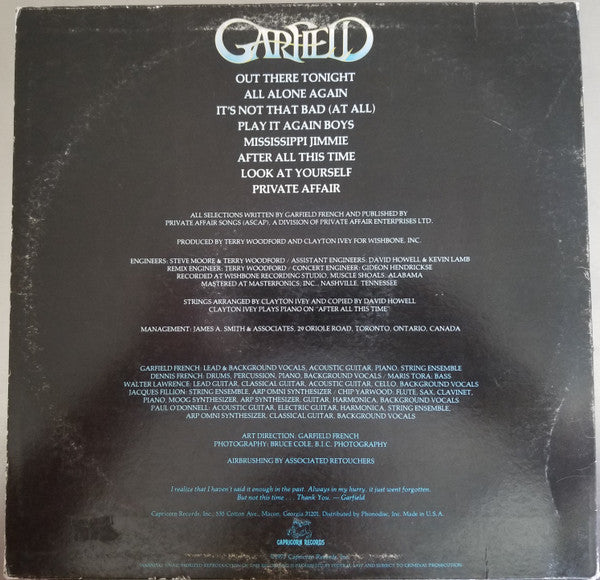 GARFIELD
OUT THERE TONIGHT
ALL ALONE AGAIN
IT'S NOT THAT BAD (AT ALL)
PLAY IT AGAIN BOYS
MISSISSIPPI JIMMIE
AFTER ALL THIS TIME
LOOK AT YOURSELF
PRIVATE AFFAIR
ALL SELECTIONS WRITTEN BY GARFIELD FRENCH AND PUBLISHED BY
PRIVATE AFFAIR SONGS (ASCAP), A DIVISION OF PRIVATE AFFAIR ENTERPRISES LTD.
PRODUCED BY TERRY WOODFORD AND CLAYTON IVEY FOR WISHBONE, INC.
ENGINEERS: STEVE MOORE & TERRY WOODFORD / ASSISTANT ENGINEERS: DAVID HOWELL & KEVIN LAMB
REMIX ENGINEER: TERRY WOODFORD / CONCERT ENGINEER: GIDEON HENDRICKSE
RECORDED AT WISHBONE RECORDING STUDIO, MUSCLE SHOALS, ALABAMA
MASTERED AT MASTERFONICS, INC., NASHVILLE, TENNESSEE
STRINGS ARRANGED BY CLAYTON IVEY AND COPIED BY DAVID HOWELL
CLAYTON IVEY PLAYS PIANO ON "AFTER ALL THIS TIME"
MANAGEMENT: JAMES A. SMITH & ASSOCIATES, 29 ORIOLE ROAD, TORONTO, ONTARIO, CANADA
GARFIELD FRENCH: LEAD & BACKGROUND VOCALS, ACOUSTIC GUITAR, PIANO, STRING ENSEMBLE
DENNIS FRENCH: DRUMS, PERCUSSION, PIANO, BACKGROUND VOCALS / MARIS TORA: BASS
WALTER LAWRENCE: LEAD GUITAR, CLASSICAL GUITAR, ACOUSTIC GUITAR, CELLO, BACKGROUND VOCALS
JACQUES FILLION: STRING ENSEMBLE, ARP OMNI SYNTHESIZER / CHIP YARWOOD: FLUTE, SAX, CLAVINET,
PIANO, MOOG SYNTHESIZER, ARP SYNTHESIZER, GUITAR, HARMONICA, BACKGROUND VOCALS
PAUL O'DONNELL: ACOUSTIC GUITAR, ELECTRIC GUITAR, HARMONICA, STRING ENSEMBLE,
ARP OMNI SYNTHESIZER, CLASSICAL GUITAR, BACKGROUND VOCALS
ART DIRECTION: GARFIELD FRENCH
PHOTOGRAPHY: BRUCE COLE, B.I.C. PHOTOGRAPHY
AIRBRUSHING BY ASSOCIATED RETOUCHERS
I realize that I haven't said it enough in the past. Always in my hurry, it just went forgotten.
But not this time . . . Thank You. — Garfield
Capricorn Records, Inc., 535 Cotton Ave., Macon, Georgia 31201. Distributed by Phonodisc, Inc. Made in U.S.A.
CAPRICORN RECORDS
Capricorn Records, Inc.